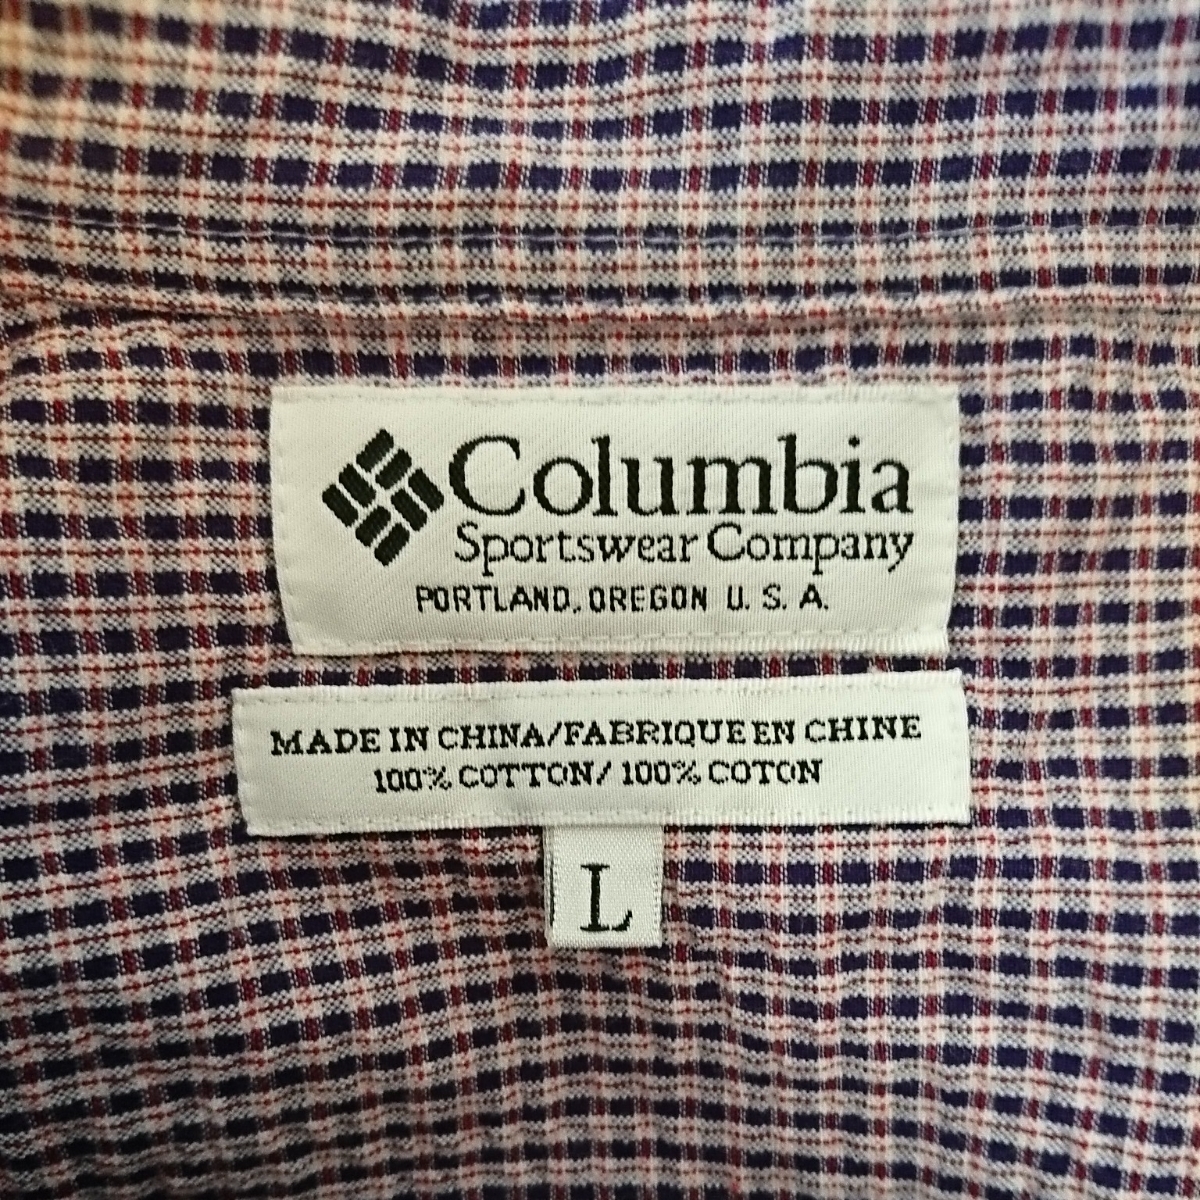 Columbia
Sportswear Company
PORTLAND, OREGON U. S. A.
MADE IN CHINA/FABRIQUE EN CHINE
100% COTTON/ 100% COTON
L